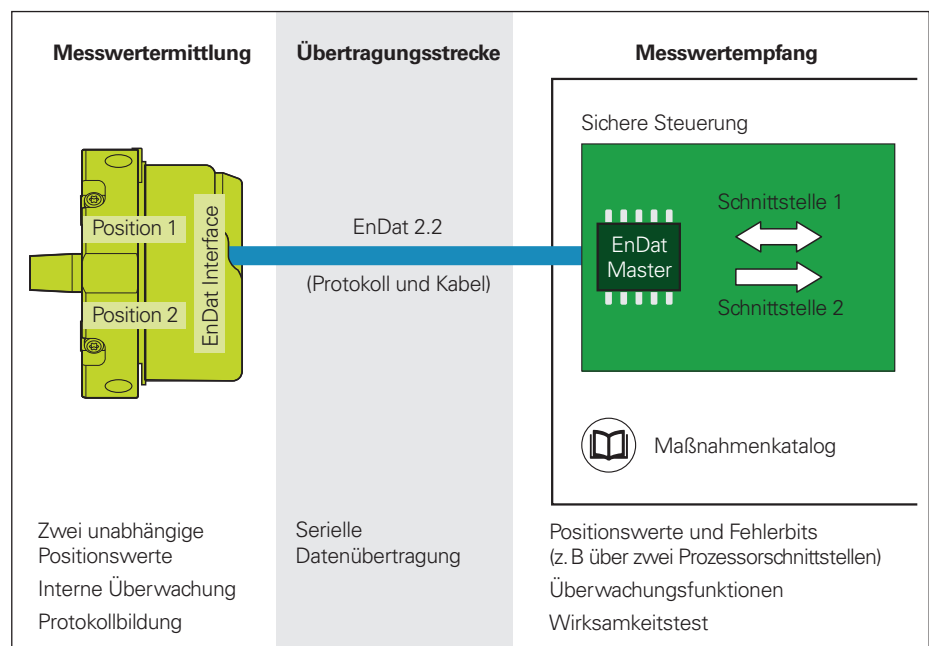 Messwertermittlung
Übertragungsstrecke
Messwertempfang
Sichere Steuerung
Position 1
Position 2
EnDat Interface
EnDat 2.2
(Protokoll und Kabel)
EnDat
Master
Schnittstelle 1
Schnittstelle 2
Maßnahmenkatalog
Zwei unabhängige
Positionswerte
Interne Überwachung
Protokollbildung
Serielle
Datenübertragung
Positionswerte und Fehlerbits
(z. B über zwei Prozessorschnittstellen)
Überwachungsfunktionen
Wirksamkeitstest